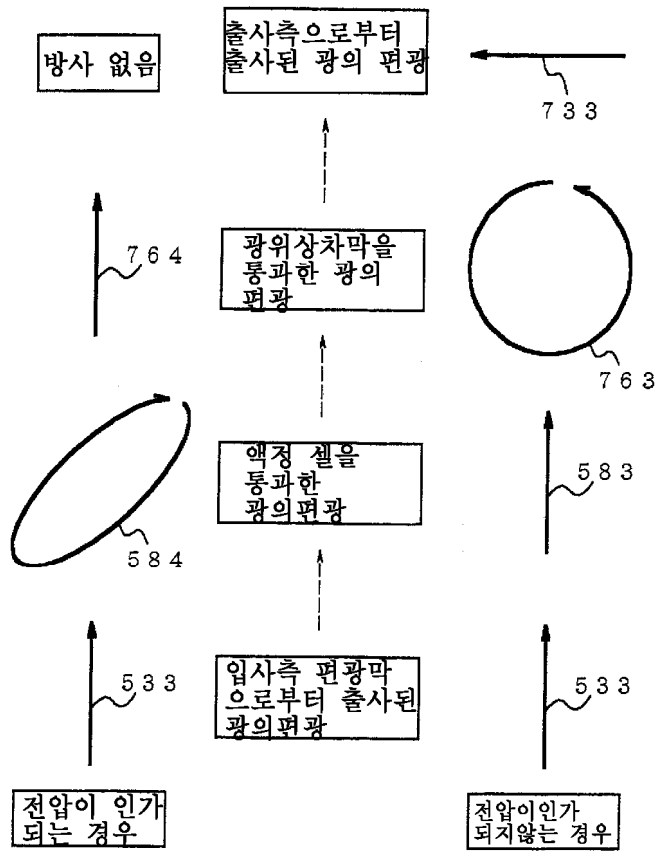 방사 없음
출사측으로부터
출사된 광의 편광
733
764
광위상차막을
통과한 광의
편광
763
액정 셀을
통과한
광의편광
583
584
입사측 편광막
으로부터 출사된
광의편광
533
533
전압이 인가
되는 경우
전압이인가
되지않는 경우